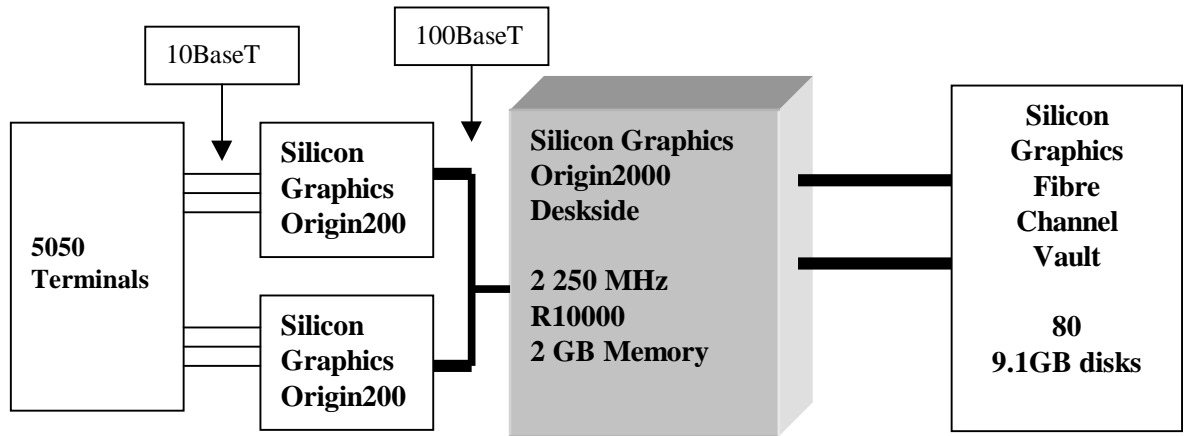 10BaseT
100BaseT
5050
Terminals
Silicon
Graphics
Origin200
Silicon
Graphics
Origin200
Silicon Graphics
Origin2000
Deskside
2 250 MHz
R10000
2 GB Memory
Silicon
Graphics
Fibre
Channel
Vault
80
9.1GB disks